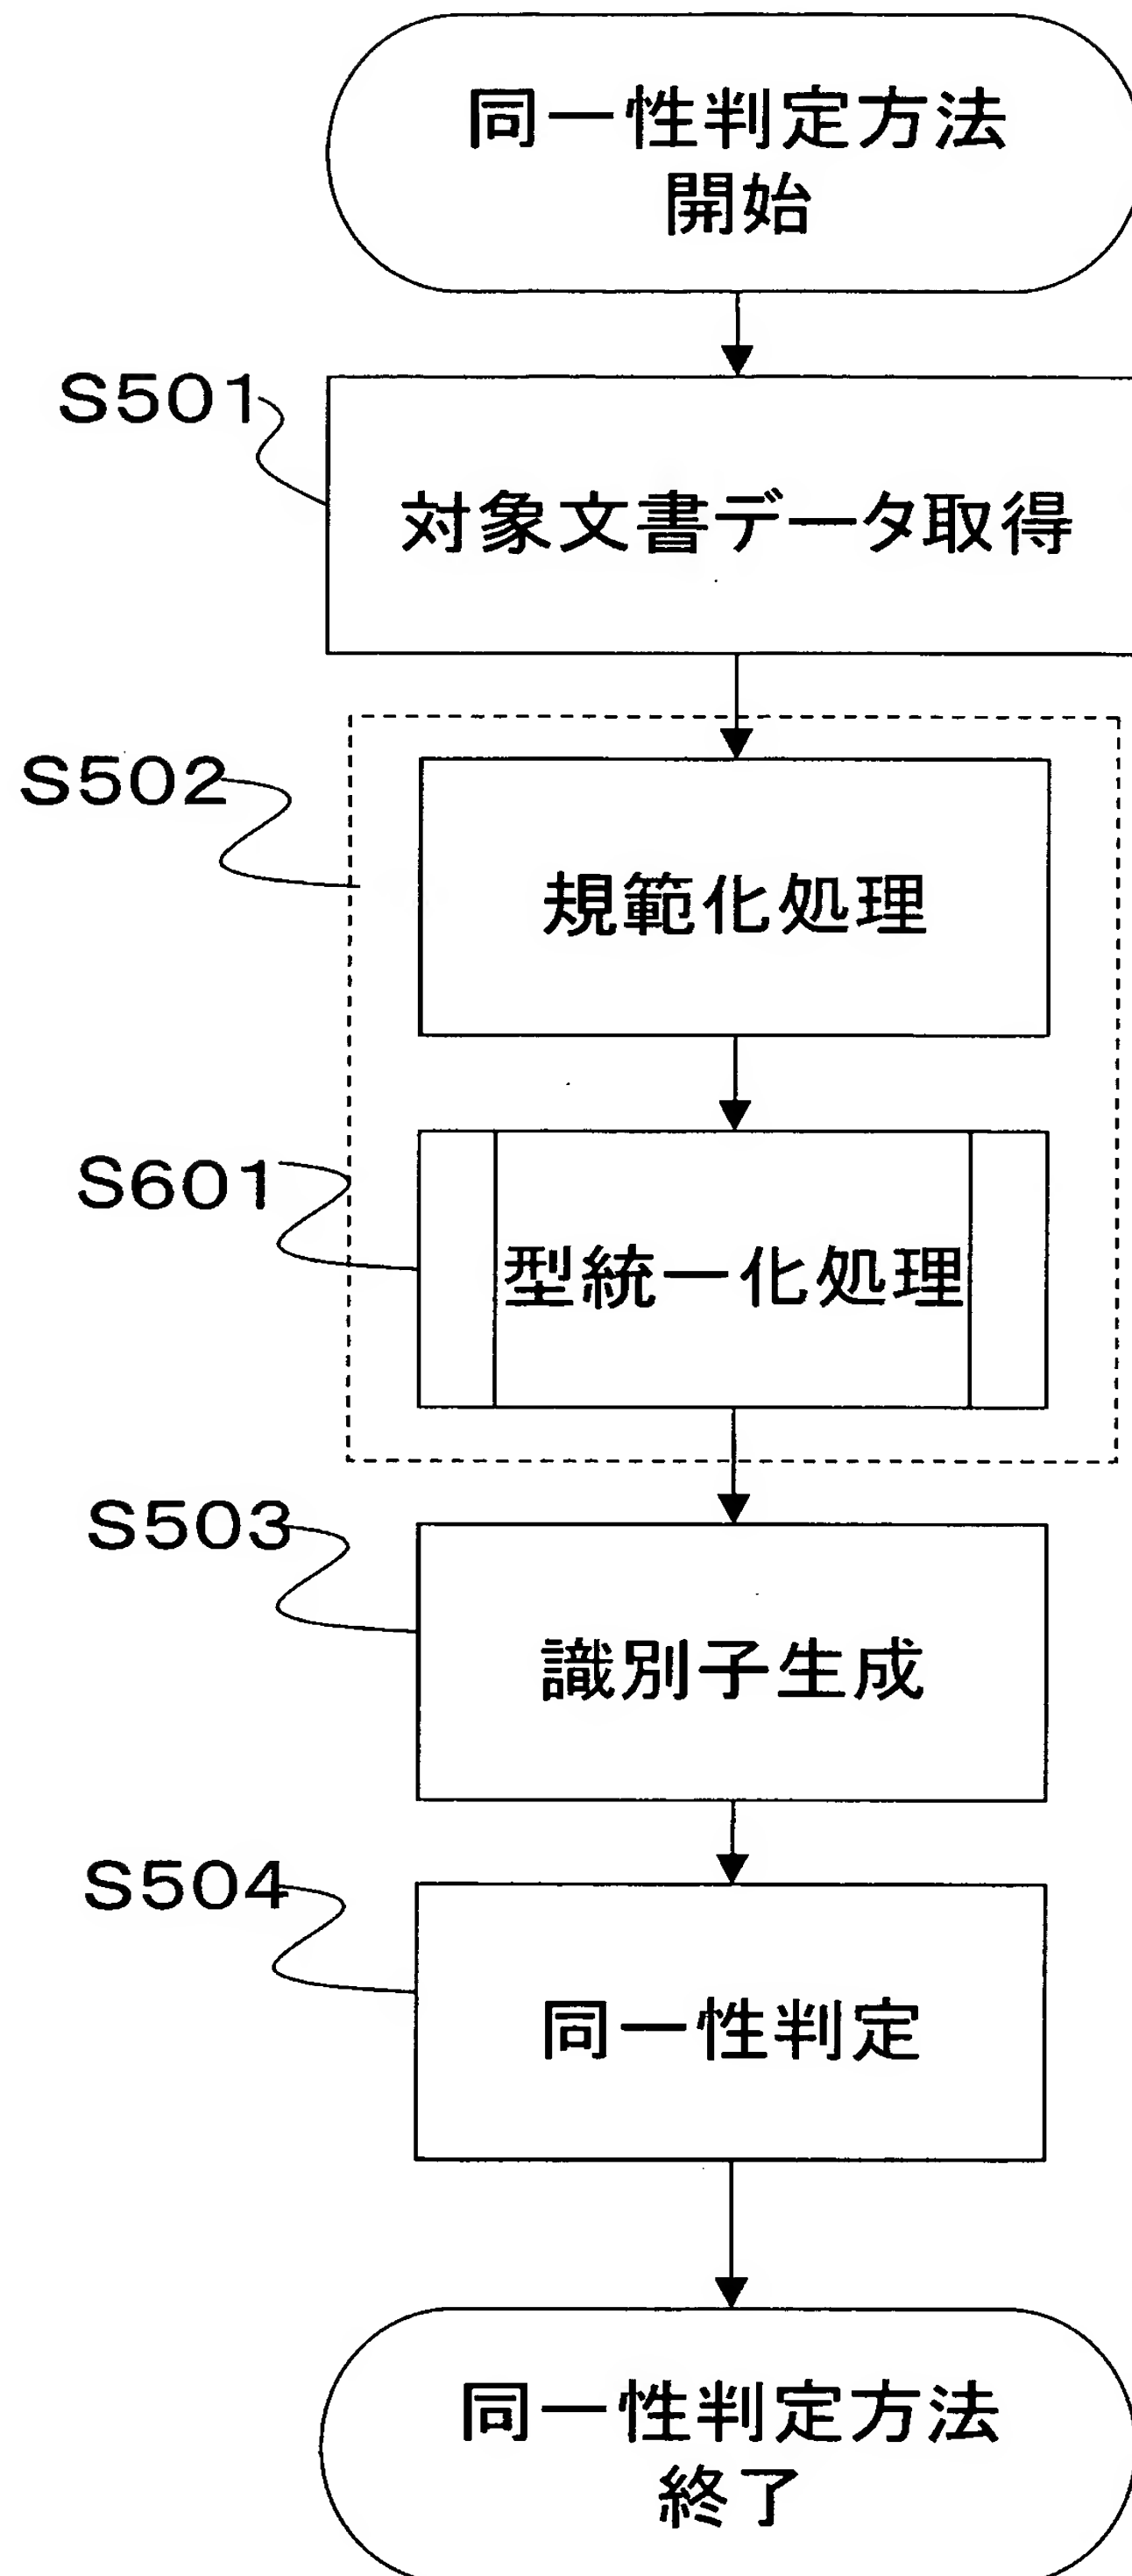 同一性判定方法
開始
S501
対象文書データ取得
S502
規範化処理
S601
型統一化処理
S503
識別子生成
S504
同一性判定
同一性判定方法
終了